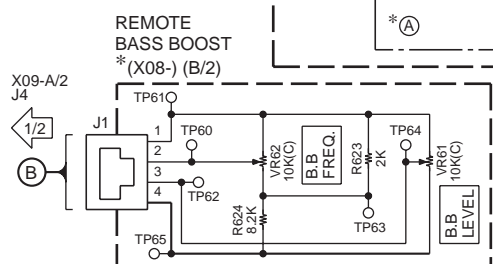 *A
REMOTE
BASS BOOST
*(X08-) (B/2)
X09-A/2
J4
1/2
B
J1
1
2
3
4
TP61
TP60
TP62
TP65
VR62
10K(C)
B.B
FREQ.
R623
2K
TP64
VR61
10K(C)
R624
8.2K
TP63
B.B
LEVEL